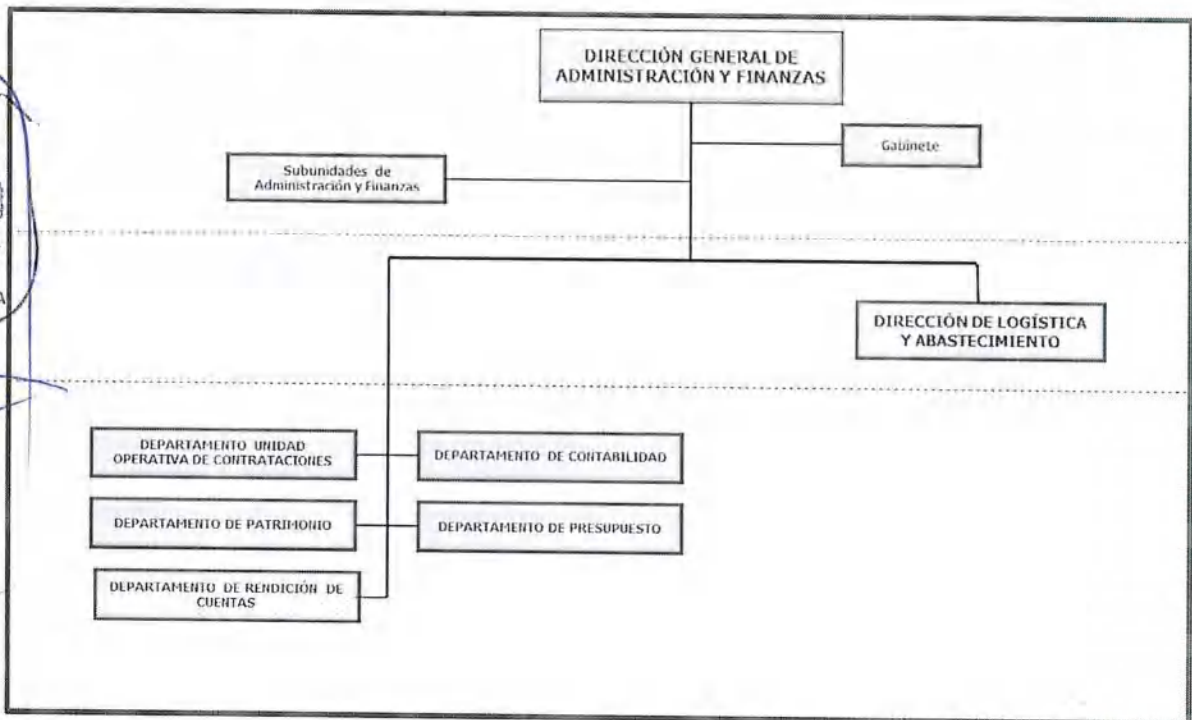 DIRECCIÓN GENERAL DE
ADMINISTRACIÓN Y FINANZAS
Gabinete
Subunidades de
Administración y Finanzas
DIRECCIÓN DE LOGÍSTICA
Y ABASTECIMIENTO
DEPARTAMENTO UNIDAD
OPERATIVA DE CONTRATACIONES
DEPARTAMENTO DE CONTABILIDAD
DEPARTAMENTO DE PATRIMONIO
DEPARTAMENTO DE PRESUPUESTO
DEPARTAMENTO DE RENDICIÓN DE
CUENTAS